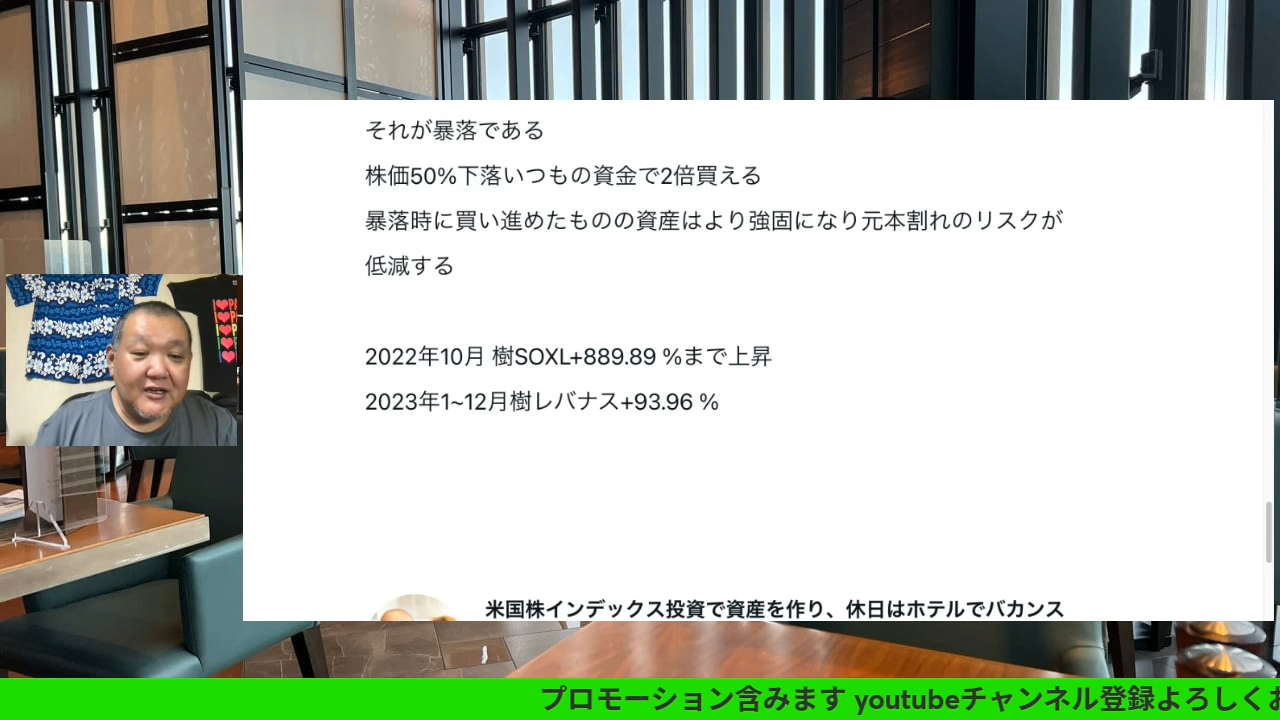 それが暴落である
株価50%下落いつもの資金で2倍買える
暴落時に買い進めたものの資産はより強固になり元本割れのリスクが
低減する
2022年10月 樹SOXL+889.89 %まで上昇
2023年1~12月樹レバナス+93.96 %
米国株インデックス投資で資産を作り、休日はホテルでバカンス
プロモーション含みます youtubeチャンネル登録よろしくお